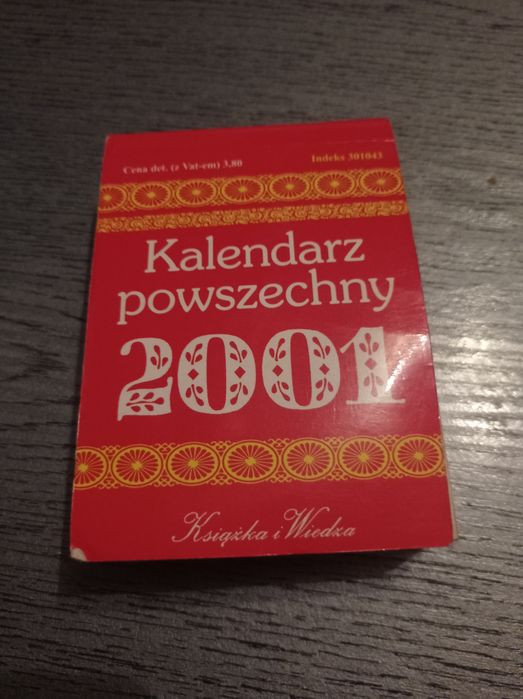 Cena det. (z Vat-em) 3,80 Indeks 301043
Kalendarz
powszechny
2001
Książka i Wiedza